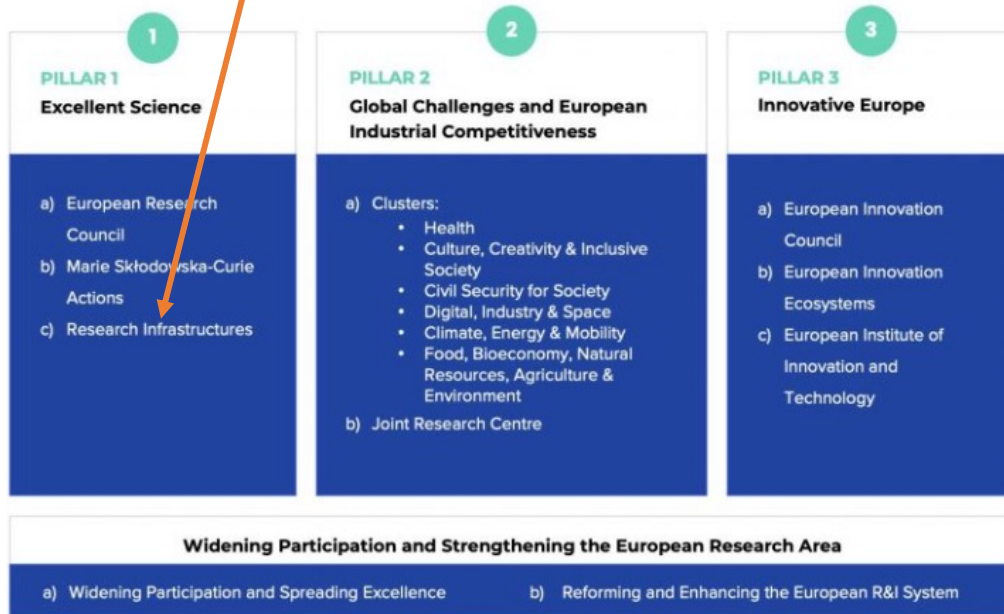 1
PILLAR 1
Excellent Science
a) European Research
Council
b) Marie Skłodowska-Curie
Actions
c) Research Infrastructures
2
PILLAR 2
Global Challenges and European
Industrial Competitiveness
a) Clusters:
• Health
• Culture, Creativity & Inclusive
Society
• Civil Security for Society
• Digital, Industry & Space
• Climate, Energy & Mobility
• Food, Bioeconomy, Natural
Resources, Agriculture &
Environment
b) Joint Research Centre
3
PILLAR 3
Innovative Europe
a) European Innovation
Council
b) European Innovation
Ecosystems
c) European Institute of
Innovation and
Technology
Widening Participation and Strengthening the European Research Area
a) Widening Participation and Spreading Excellence
b) Reforming and Enhancing the European R&I System